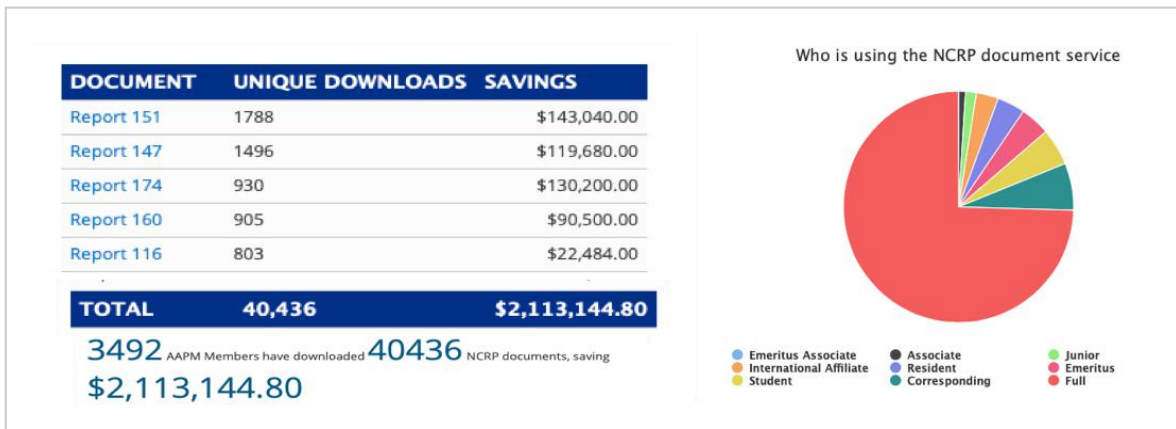 DOCUMENT UNIQUE DOWNLOADS SAVINGS
Report 151 1788 $143,040.00
Report 147 1496 $119,680.00
Report 174 930 $130,200.00
Report 160 905 $90,500.00
Report 116 803 $22,484.00
TOTAL 40,436 $2,113,144.80
3492 AAPM Members have downloaded 40436 NCRP documents, saving
$2,113,144.80
Who is using the NCRP document service
Emeritus Associate Associate Junior
International Affiliate Resident Emeritus
Student Corresponding Full